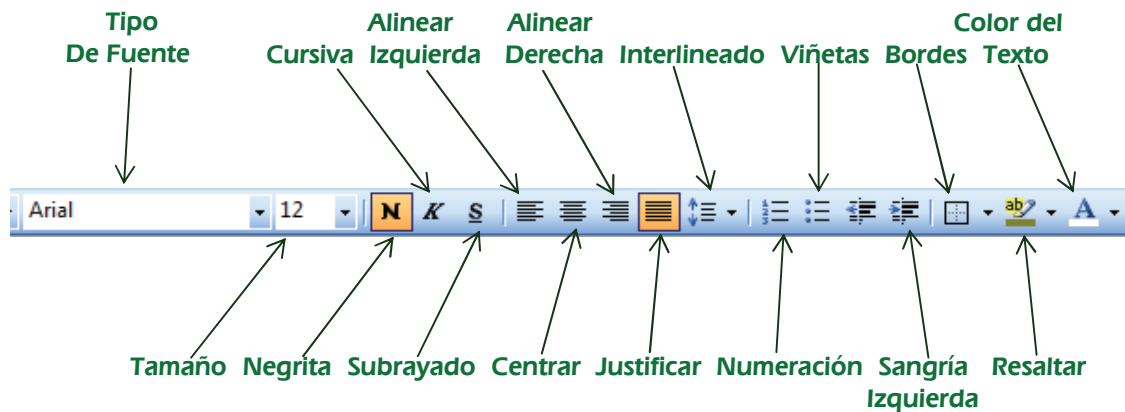 Tipo
De Fuente
Cursiva
Alinear
Izquierda
Alinear
Derecha
Interlineado
Viñetas
Bordes
Color del
Texto
Arial
12
N K S
ab A
Tamaño
Negrita
Subrayado
Centrar
Justificar
Numeración
Sangría
Izquierda
Resaltar